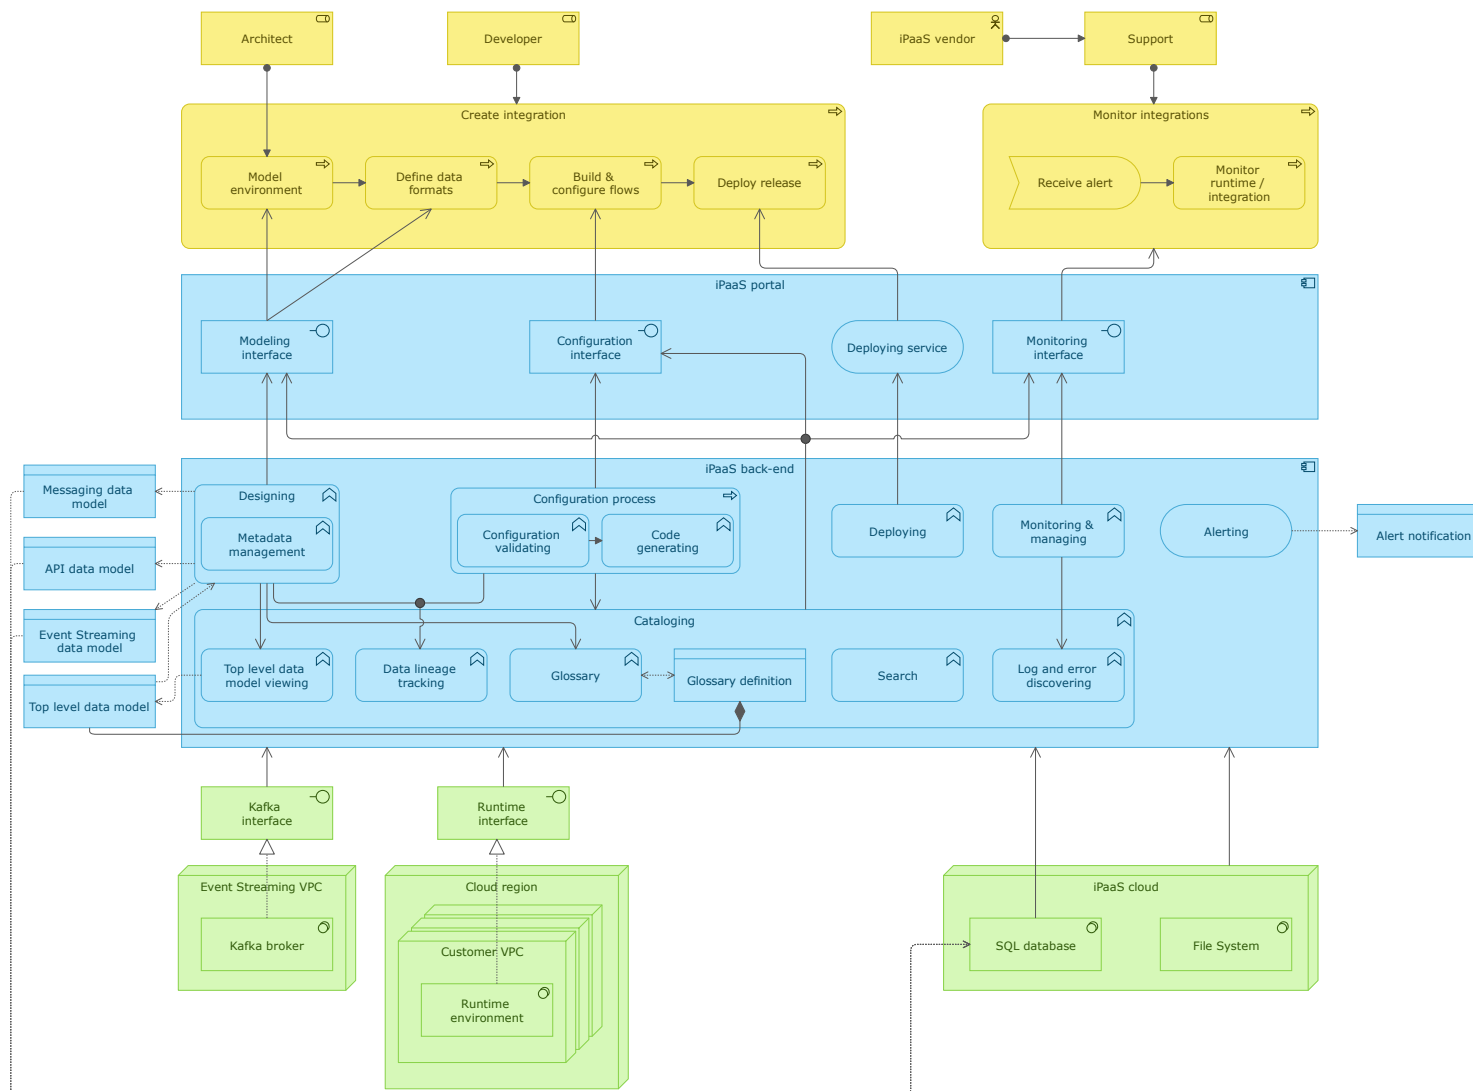 Architect
Developer
iPaaS vendor
Support
Create integration
Monitor integrations
Model
environment
Define data
formats
Build &
configure flows
Deploy release
Receive alert
Monitor
runtime /
integration
iPaaS portal
Modeling
interface
Configuration
interface
Deploying service
Monitoring
interface
iPaaS back-end
Messaging data
model
Designing
Metadata
management
Configuration process
Configuration
validating
Code
generating
Deploying
Monitoring &
managing
Alerting
Alert notification
API data model
Event Streaming
data model
Top level data model
Cataloging
Top level data
model viewing
Data lineage
tracking
Glossary
Glossary definition
Search
Log and error
discovering
Kafka
interface
Runtime
interface
Event Streaming VPC
Kafka broker
Cloud region
Customer VPC
Runtime
environment
iPaaS cloud
SQL database
File System